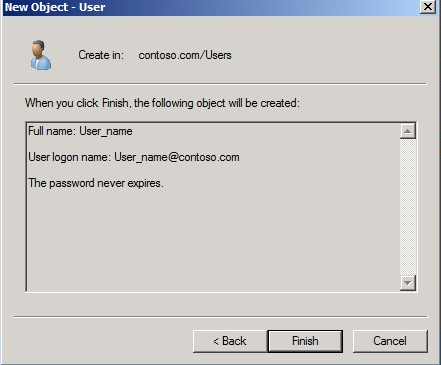 New Object - User
Create in: contoso.com/Users
When you click Finish, the following object will be created:
Full name: User_name
User logon name: User_name@contoso.com
The password never expires.
< Back Finish Cancel